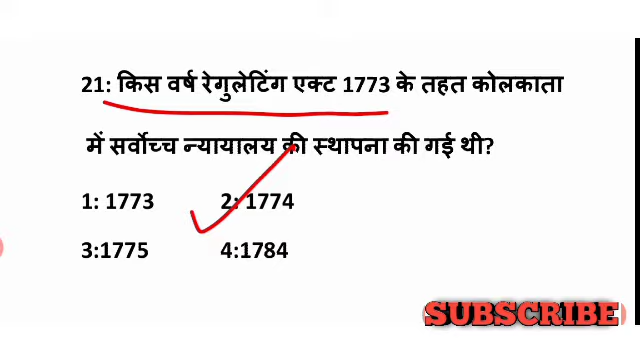 21: किस वर्ष रेगुलेटिंग एक्ट 1773 के तहत कोलकाता
में सर्वोच्च न्यायालय की स्थापना की गई थी?
1: 1773 2: 1774
3:1775 4:1784
SUBSCRIBE